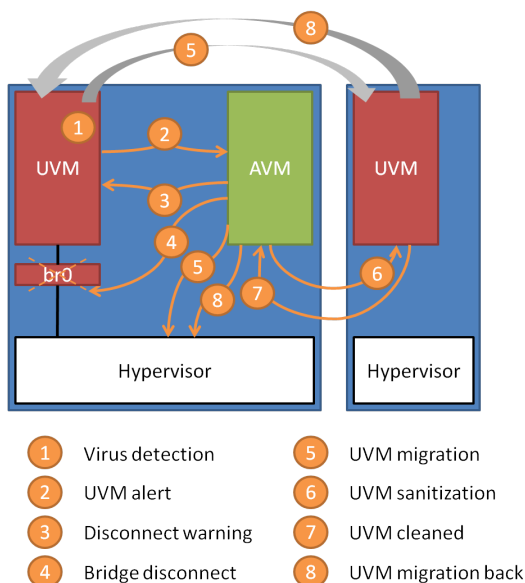 8
5
1
UVM
2
AVM
UVM
3
4
br0
5
6
8
7
Hypervisor
Hypervisor
1 Virus detection
2 UVM alert
3 Disconnect warning
4 Bridge disconnect
5 UVM migration
6 UVM sanitization
7 UVM cleaned
8 UVM migration back